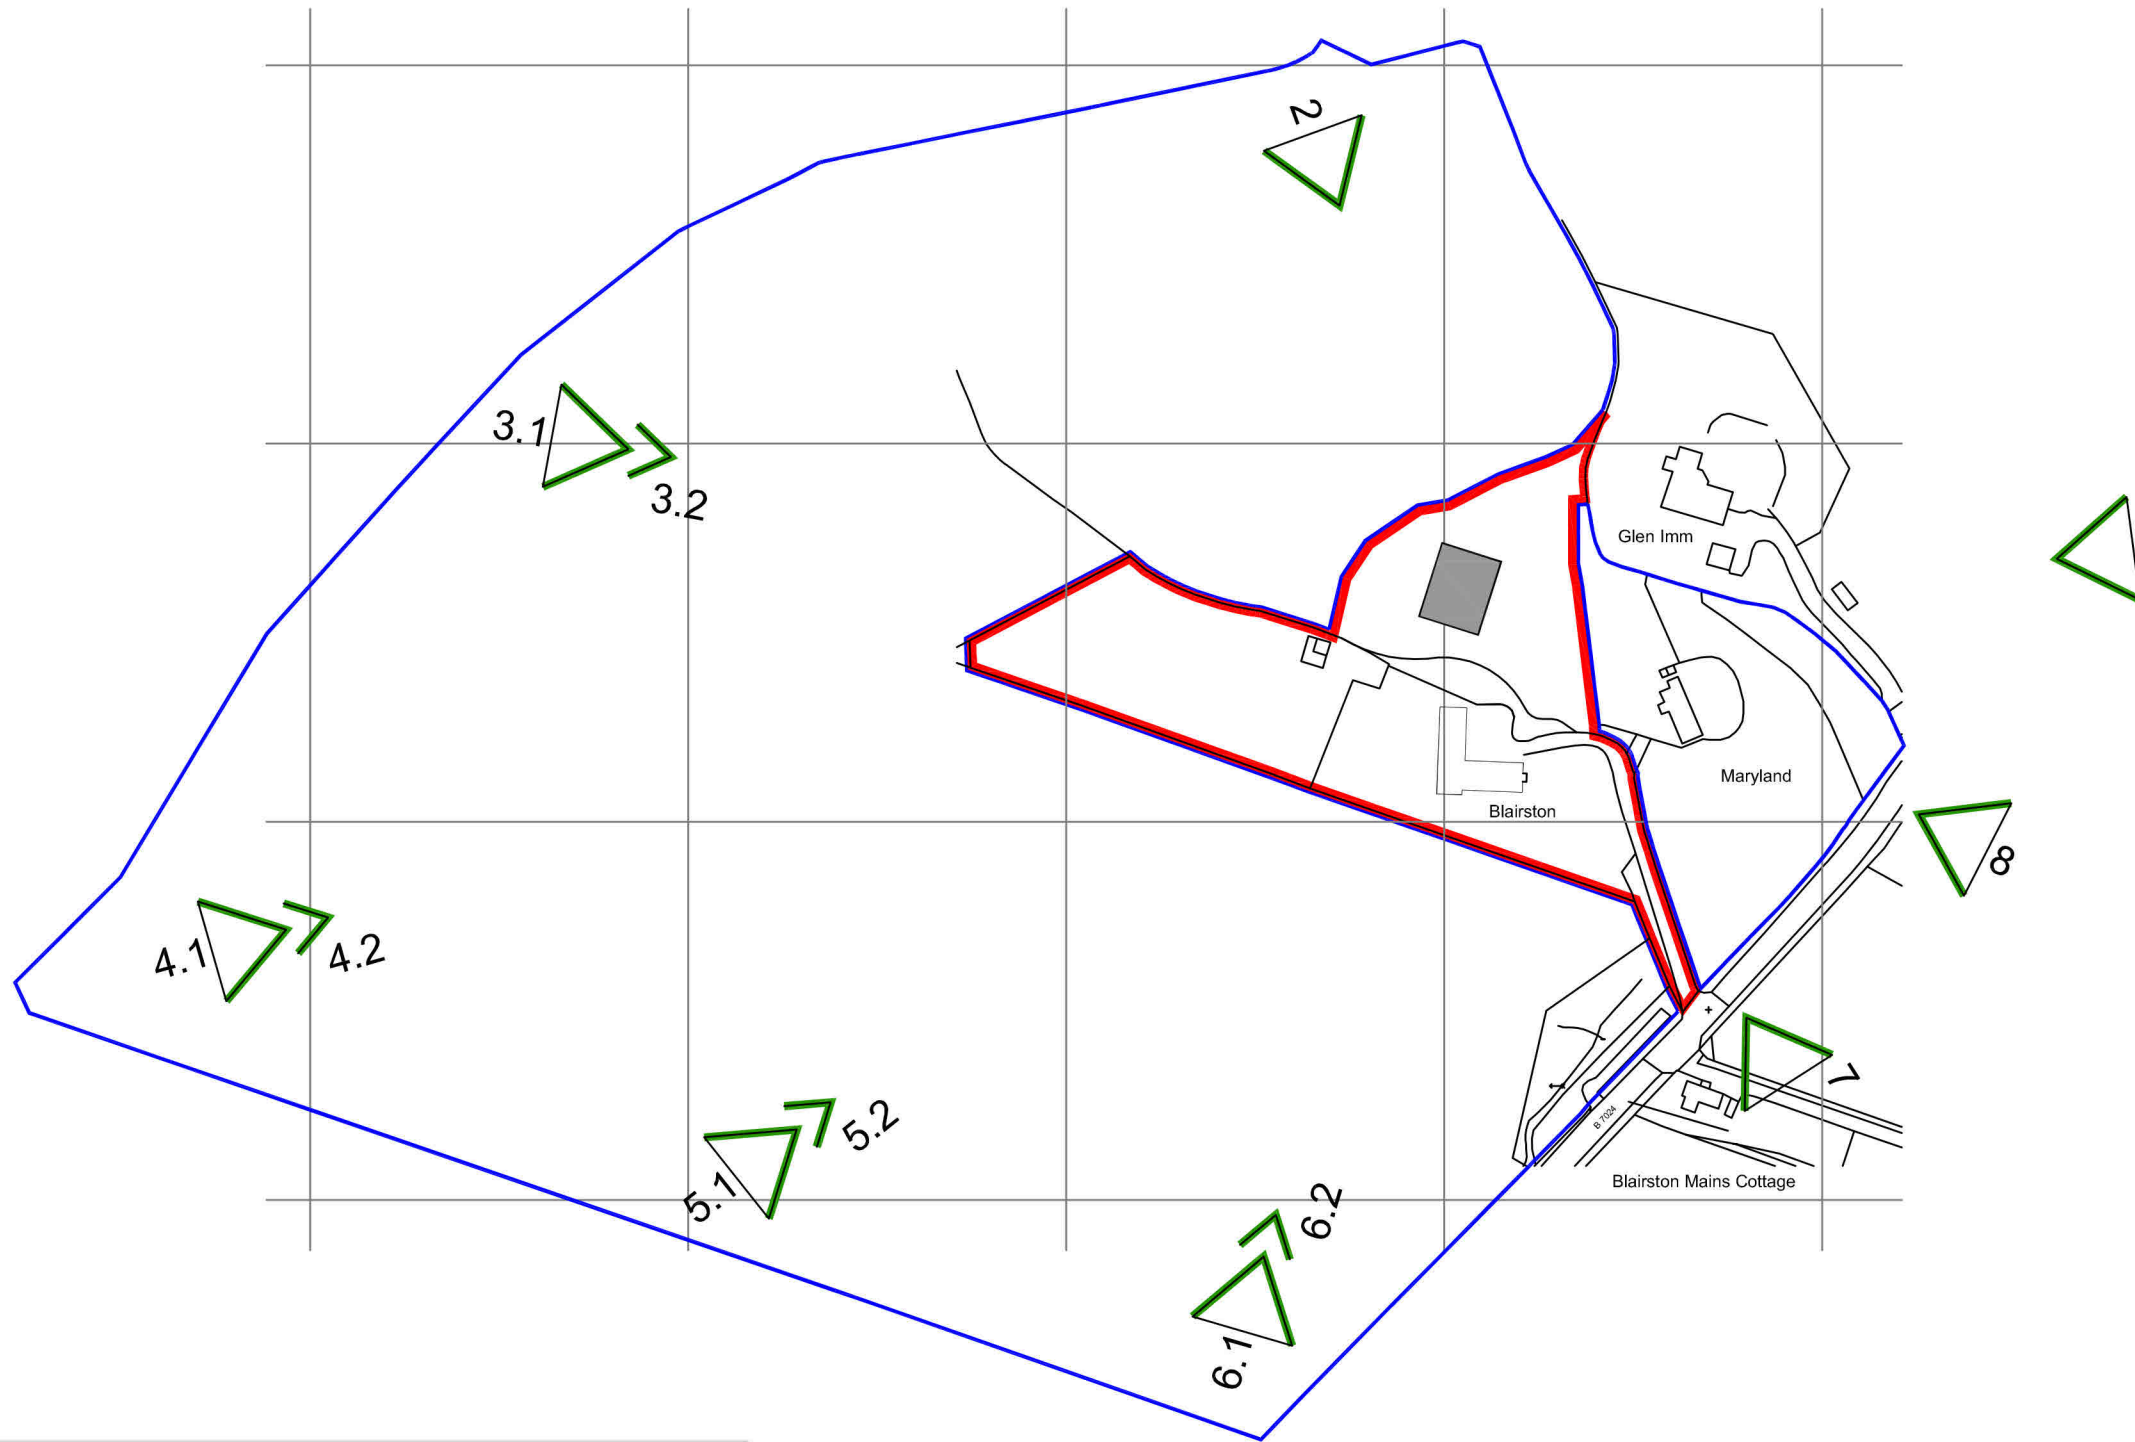 2
3.1
3.2
Glen Imm
Maryland
Blairston
8
4.1
4.2
7
5.2
B 7024
5.1
Blairston Mains Cottage
6.2
6.1